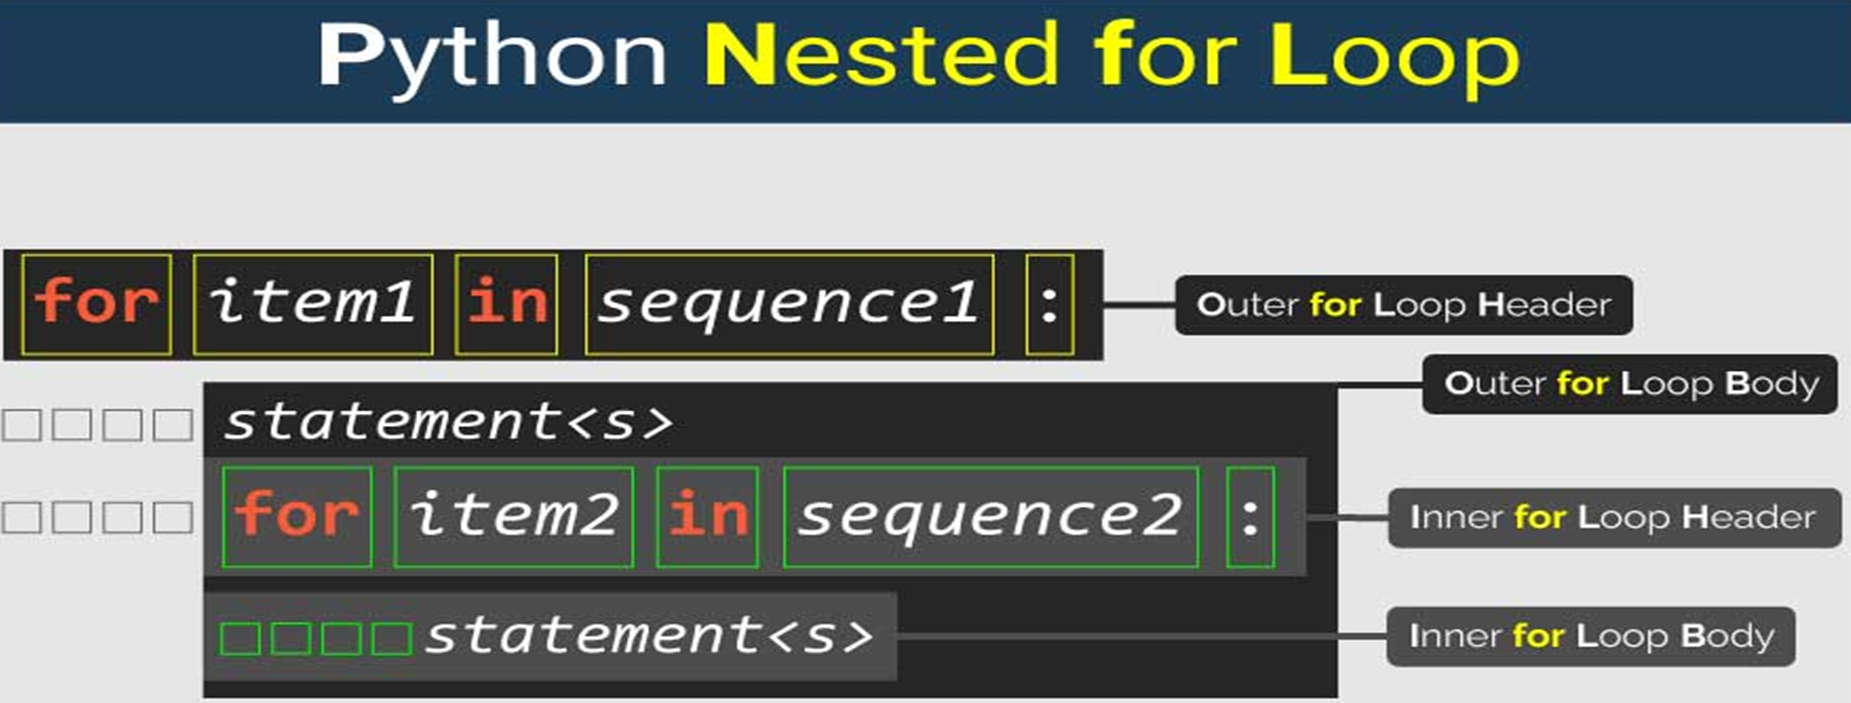 Python Nested for Loop
for item1 in sequence1 :
Outer for Loop Header
Outer for Loop Body
statement<s>
for item2 in sequence2 :
Inner for Loop Header
statement<s>
Inner for Loop Body